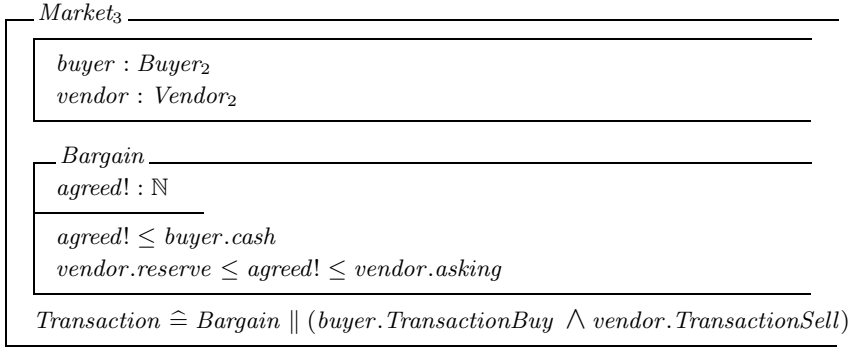 Market₃
buyer : Buyer₂
vendor : Vendor₂
Bargain
agreed! : ℕ
agreed! ≤ buyer.cash
vendor.reserve ≤ agreed! ≤ vendor.asking
Transaction ≙ Bargain ∥ (buyer.TransactionBuy ∧ vendor.TransactionSell)